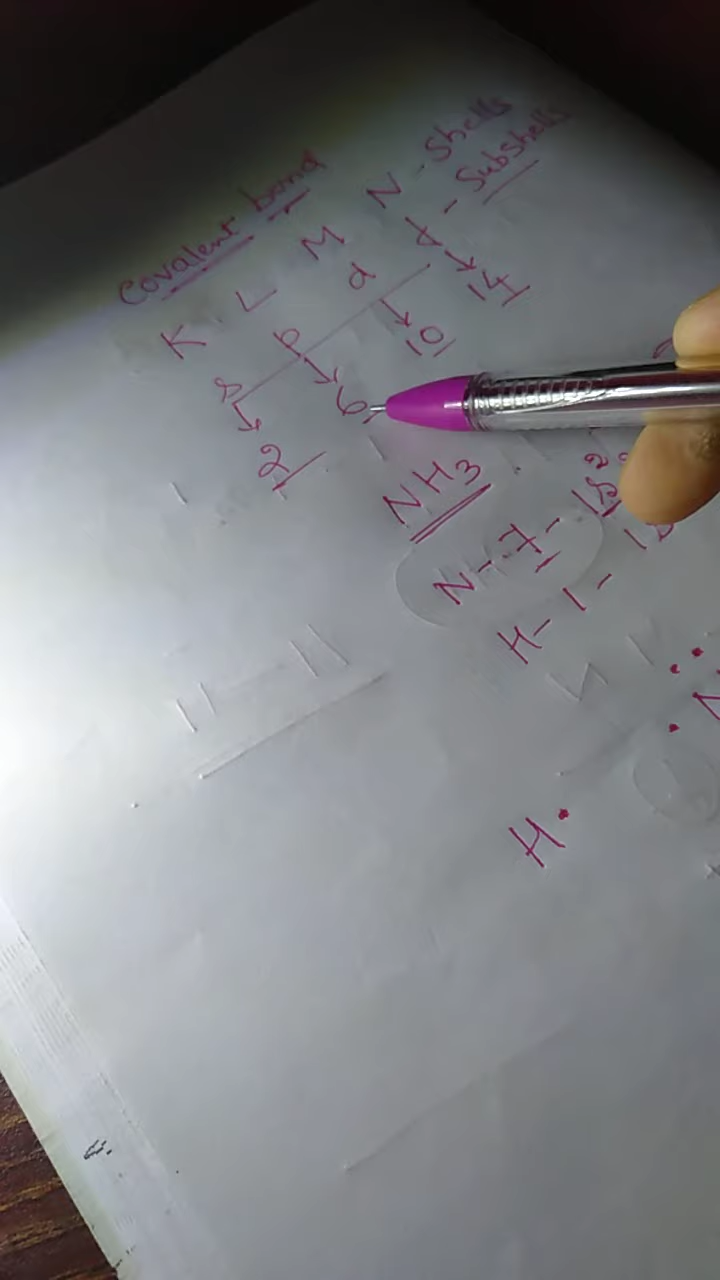 Covalent bond
K L M N - Shells
s p d f - Subshells
↓ ↓ ↓ ↓
2 6 10 14
NH3
N - 7 - 1s2
H - 1 - 1s
H·